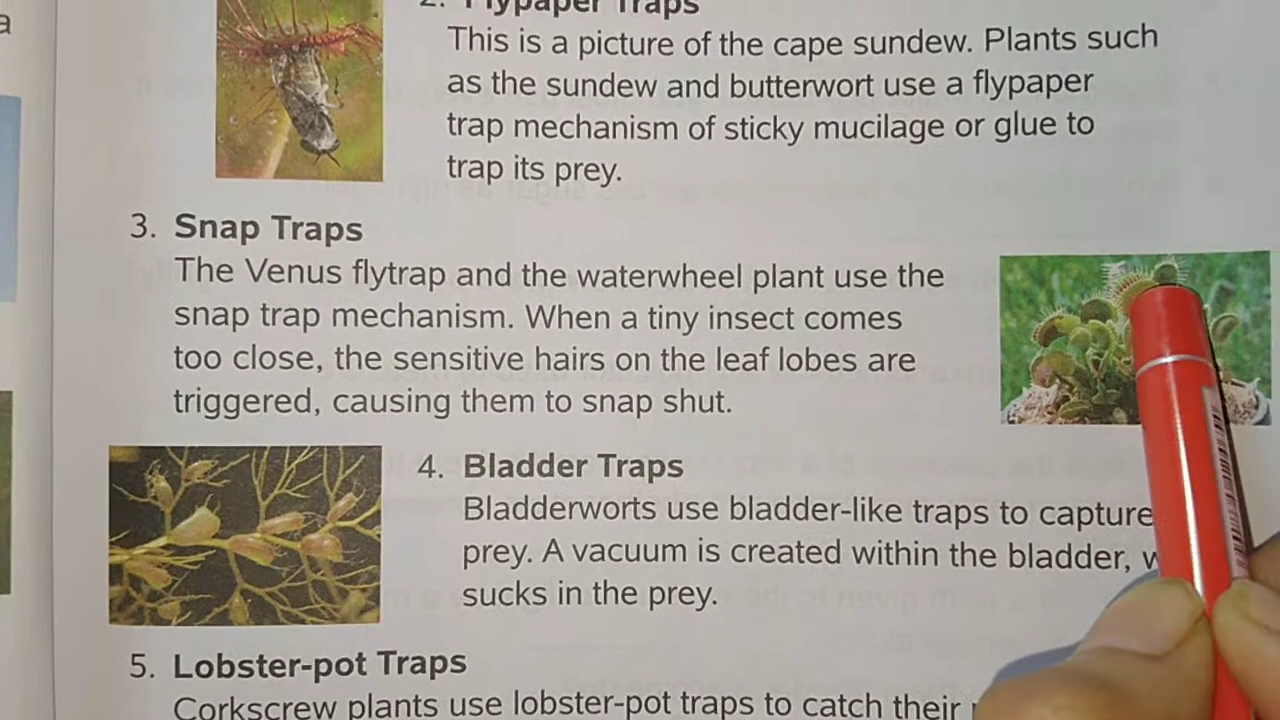 2. Flypaper Traps
This is a picture of the cape sundew. Plants such
as the sundew and butterwort use a flypaper
trap mechanism of sticky mucilage or glue to
trap its prey.
3. Snap Traps
The Venus flytrap and the waterwheel plant use the
snap trap mechanism. When a tiny insect comes
too close, the sensitive hairs on the leaf lobes are
triggered, causing them to snap shut.
4. Bladder Traps
Bladderworts use bladder-like traps to capture
prey. A vacuum is created within the bladder,
sucks in the prey.
5. Lobster-pot Traps
Corkscrew plants use lobster-pot traps to catch their